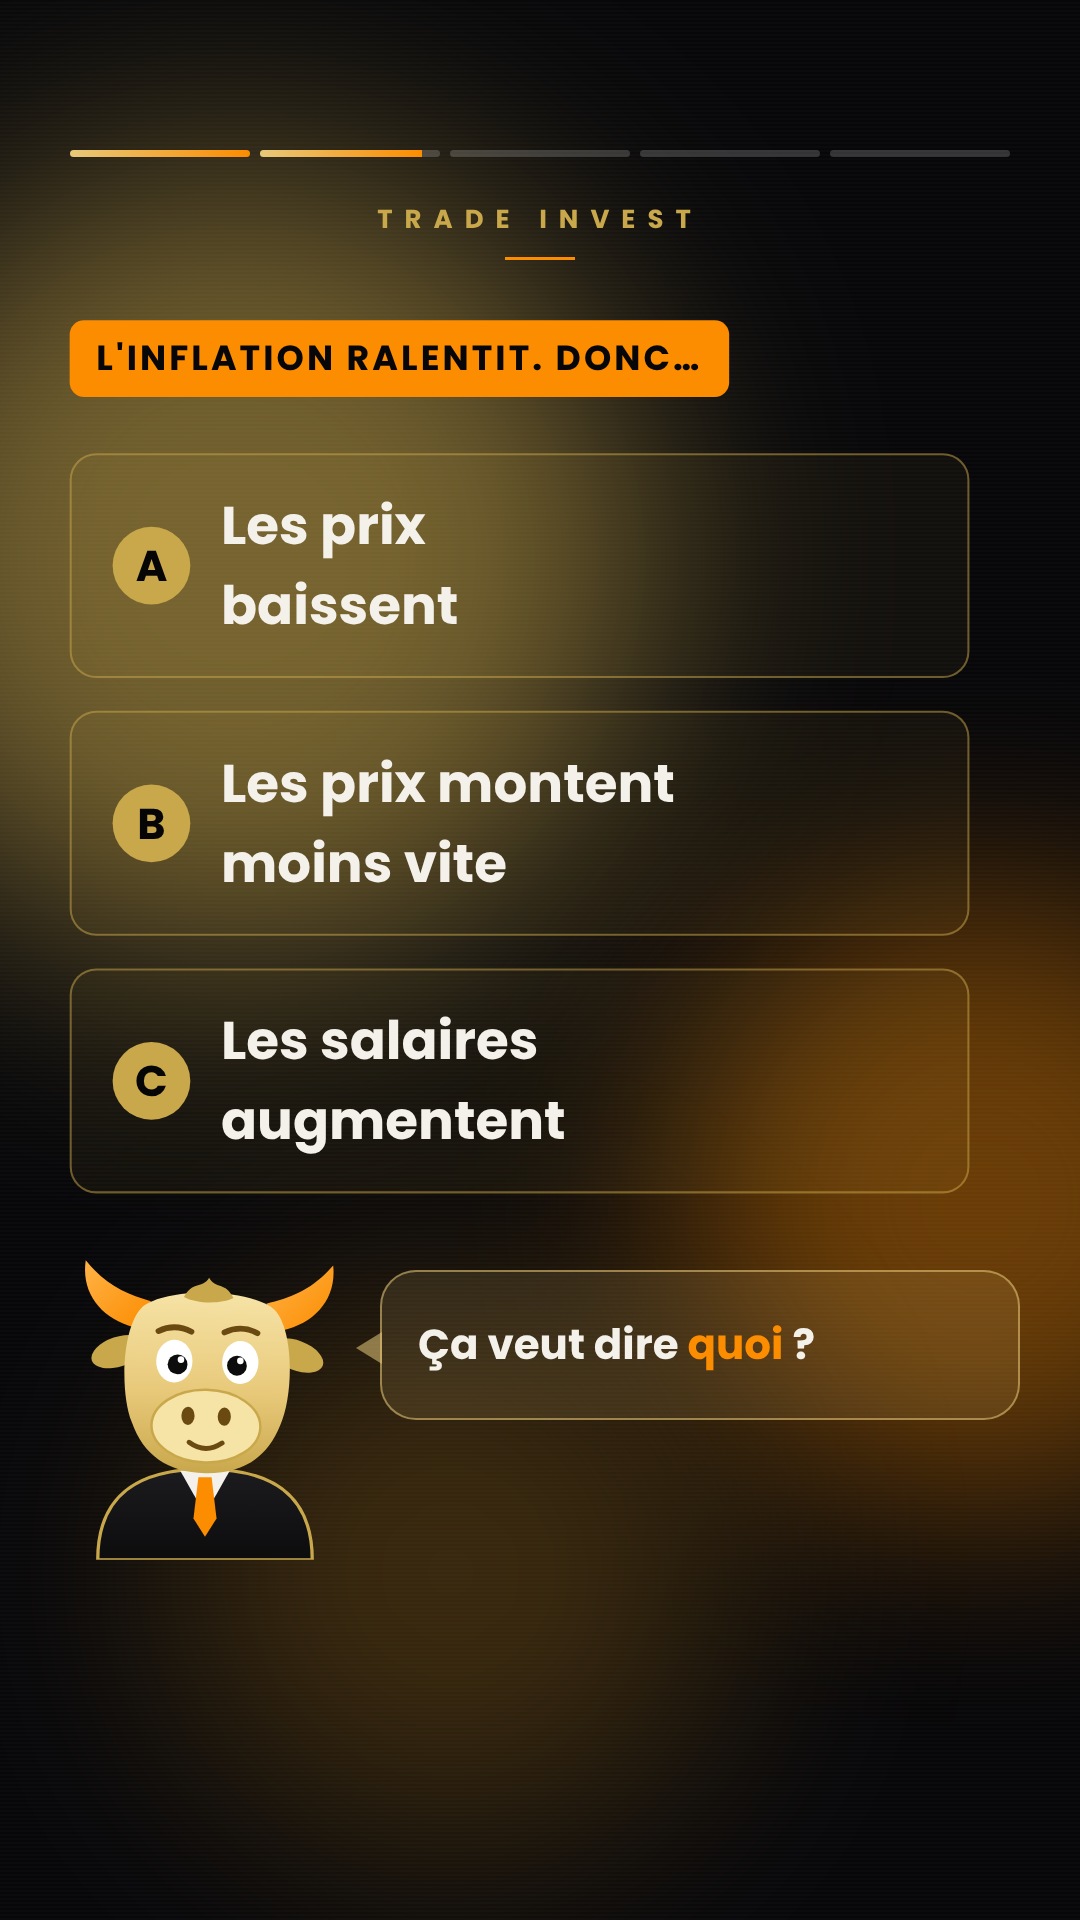 TRADE INVEST
L'INFLATION RALENTIT. DONC…
A
Les prix
baissent
B
Les prix montent
moins vite
C
Les salaires
augmentent
Ça veut dire quoi ?